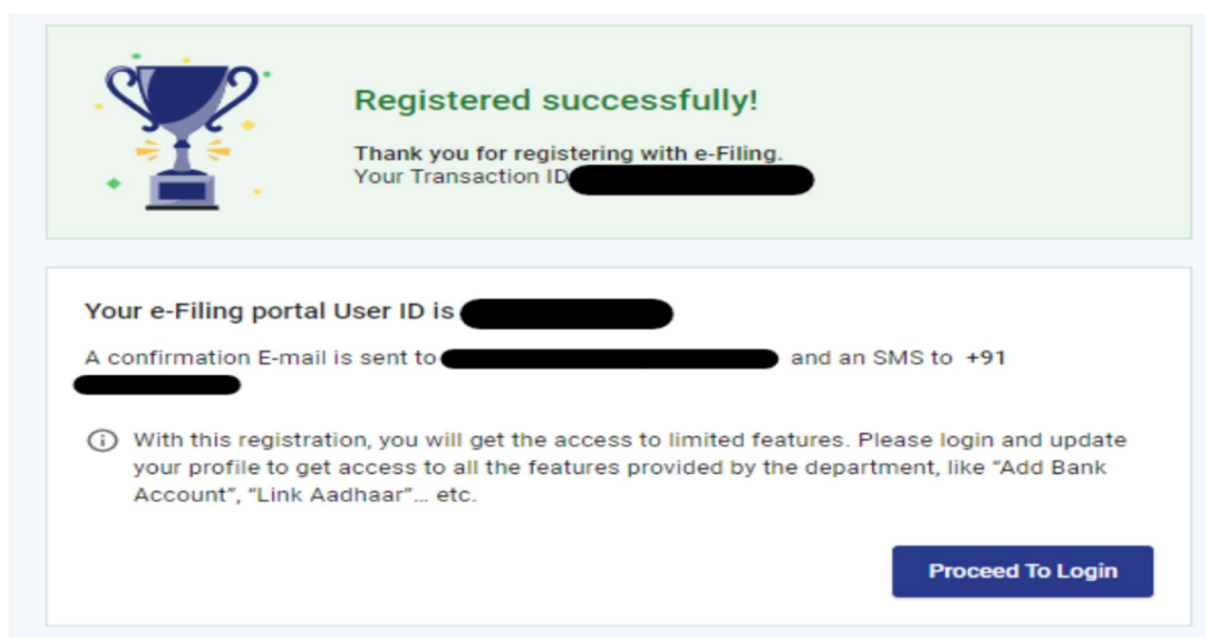 Registered successfully!
Thank you for registering with e-Filing.
Your Transaction ID
Your e-Filing portal User ID is
A confirmation E-mail is sent to and an SMS to +91
With this registration, you will get the access to limited features. Please login and update
your profile to get access to all the features provided by the department, like “Add Bank
Account”, “Link Aadhaar”... etc.
Proceed To Login